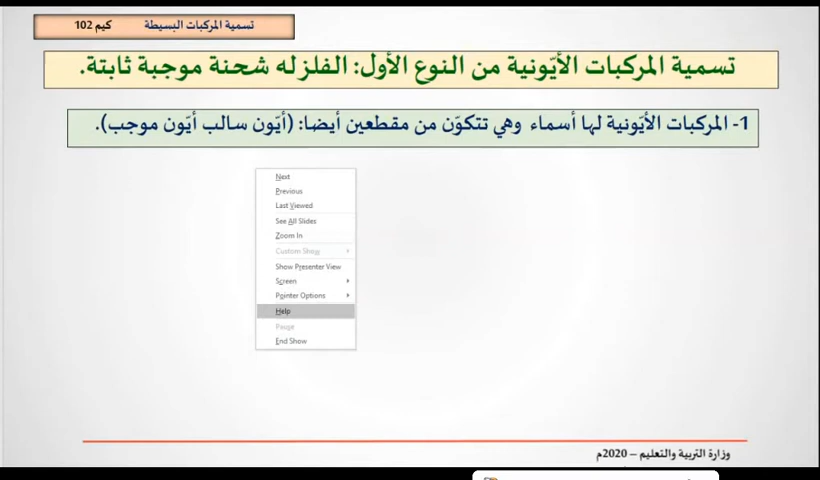 تسمية المركبات البسيطة كيم 102
تسمية المركبات الأيّونية من النوع الأول: الفلز له شحنة موجبة ثابتة.
1- المركبات الأيّونية لها أسماء وهي تتكوّن من مقطعين أيضا: (أيّون سالب أيّون موجب).
Next
Previous
Last Viewed
See All Slides
Zoom In
Custom Show
Show Presenter View
Screen
Pointer Options
Help
Pause
End Show
وزارة التربية والتعليم – 2020م